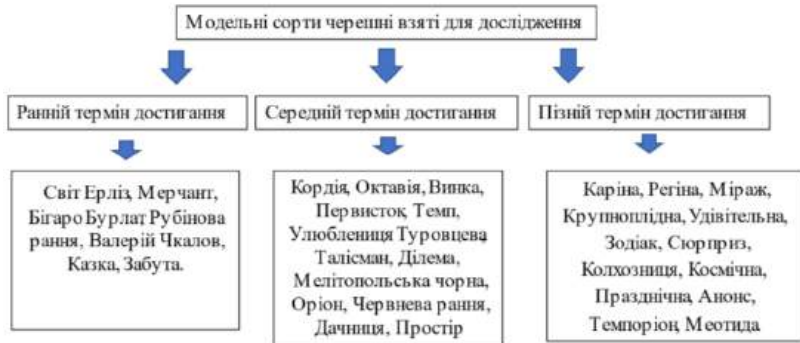 Модельні сорти черешні взяті для дослідження
Ранній термін достигання
Середній термін достигання
Пізній термін достигання
Світ Ерліз, Мерчант,
Бігаро Бурлат Рубінова
рання, Валерій Чкалов,
Казка, Забута.
Кордія, Октавія, Винка,
Первисток, Темп,
Улюблениця Туровцева,
Талісман, Ділема,
Мелітопольська чорна,
Оріон, Червнева рання,
Дачниця, Простір
Каріна, Регіна, Міраж,
Крупноплідна, Удівітельна,
Зодіак, Сюрприз,
Колхозниця, Космічна,
Празднічна, Анонс,
Темпоріон, Меотида